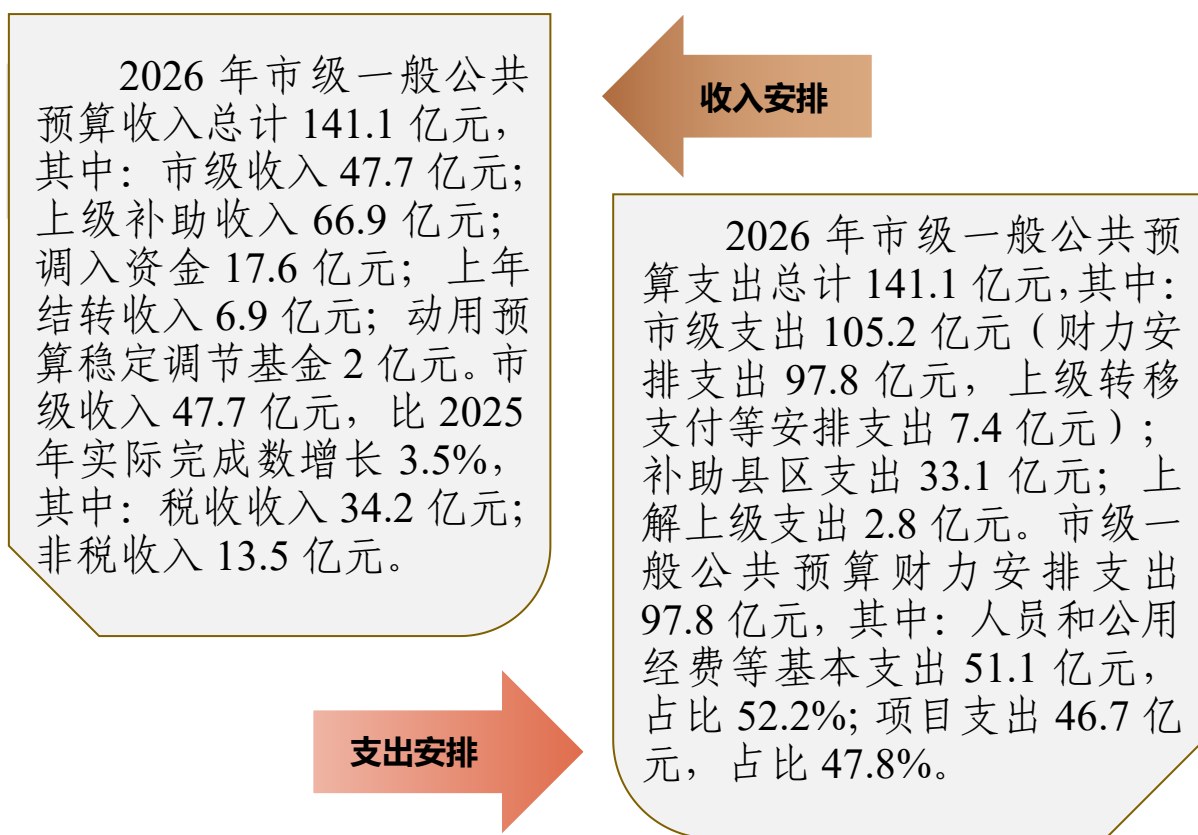 2026 年市级一般公共
预算收入总计 141.1 亿元，
其中：市级收入 47.7 亿元；
上级补助收入 66.9 亿元；
调入资金 17.6 亿元；上年
结转收入 6.9 亿元；动用预
算稳定调节基金 2 亿元。市
级收入 47.7 亿元，比 2025
年实际完成数增长 3.5%，
其中：税收收入 34.2 亿元；
非税收入 13.5 亿元。
收入安排
2026 年市级一般公共预
算支出总计 141.1 亿元，其中：
市级支出 105.2 亿元（财力安
排支出 97.8 亿元，上级转移
支付等安排支出 7.4 亿元）；
补助县区支出 33.1 亿元；上
解上级支出 2.8 亿元。市级一
般公共预算财力安排支出
97.8 亿元，其中：人员和公用
经费等基本支出 51.1 亿元，
占比 52.2%；项目支出 46.7 亿
元，占比 47.8%。
支出安排